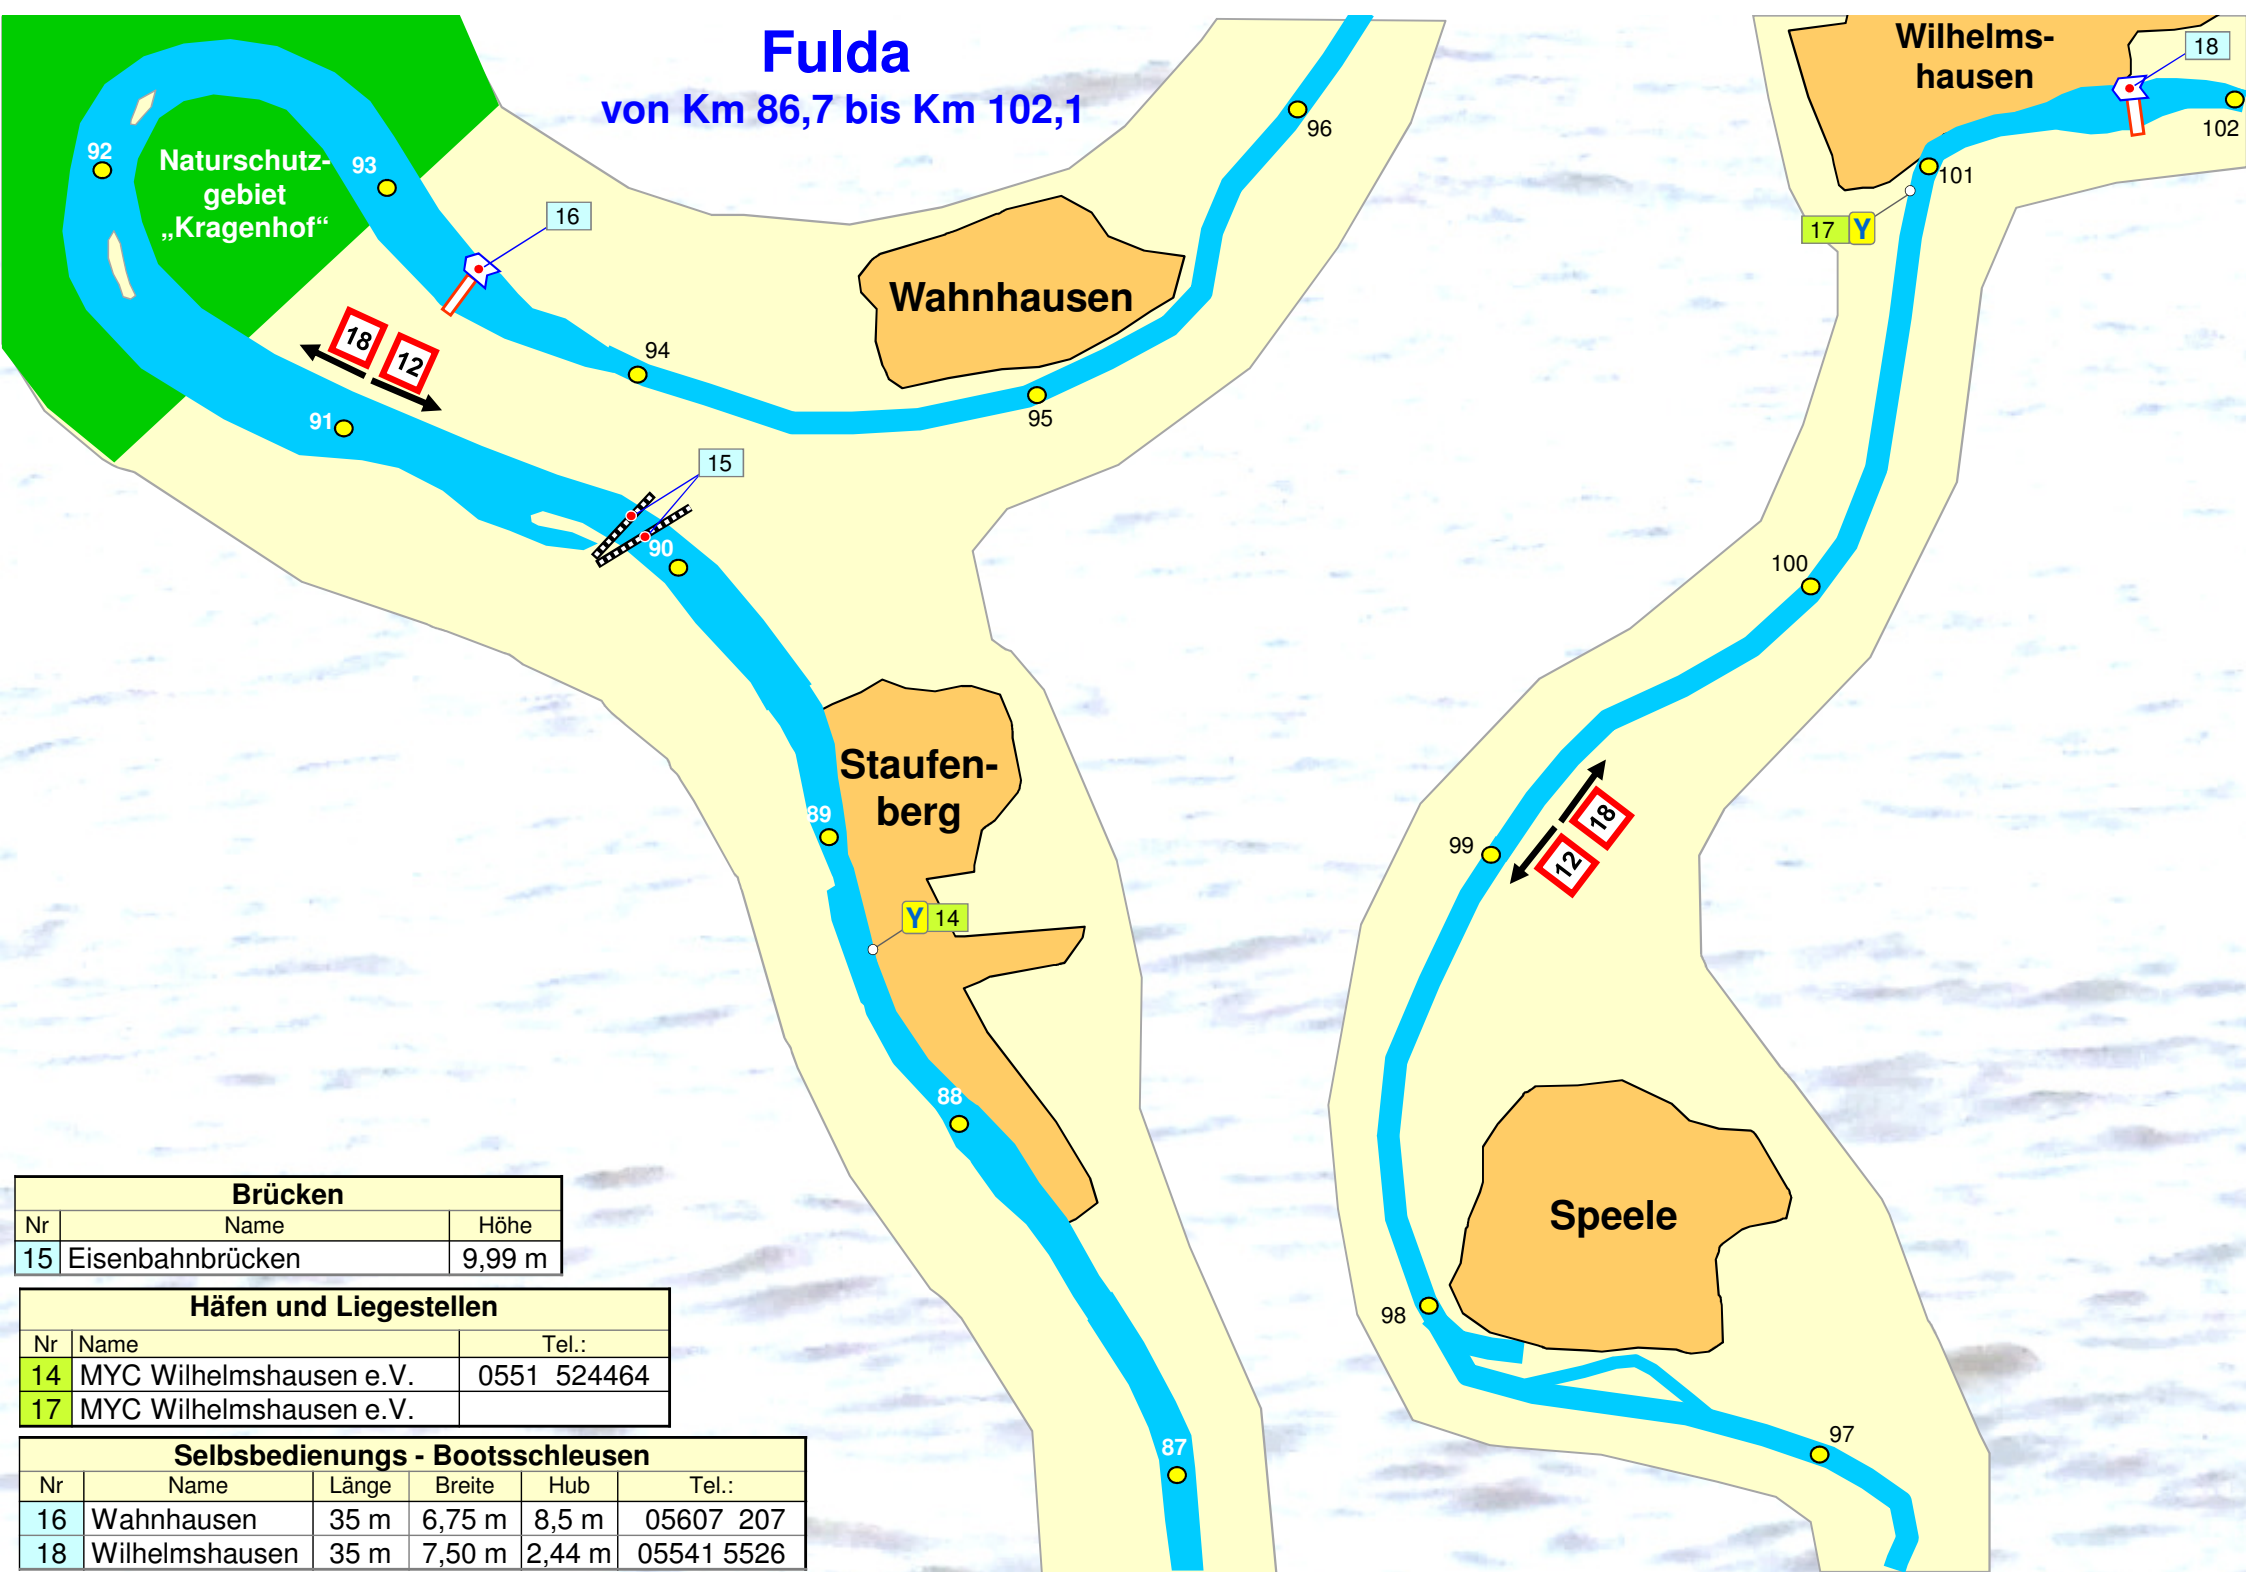 Fulda
von Km 86,7 bis Km 102,1
Wilhelms-
hausen
18
102
101
17 Y
96
92
Naturschutz-
gebiet
„Kragenhof“
93
16
Wahnhausen
18
12
94
95
91
15
90
100
Staufen-
berg
89
18
12
99
Y 14
88
Speele
98
97
87
Brücken
Nr Name Höhe
15 Eisenbahnbrücken 9,99 m
Häfen und Liegestellen
Nr Name Tel.:
14 MYC Wilhelmshausen e.V. 0551 524464
17 MYC Wilhelmshausen e.V.
Selbsbedienungs - Bootsschleusen
Nr Name Länge Breite Hub Tel.:
16 Wahnhausen 35 m 6,75 m 8,5 m 05607 207
18 Wilhelmshausen 35 m 7,50 m 2,44 m 05541 5526